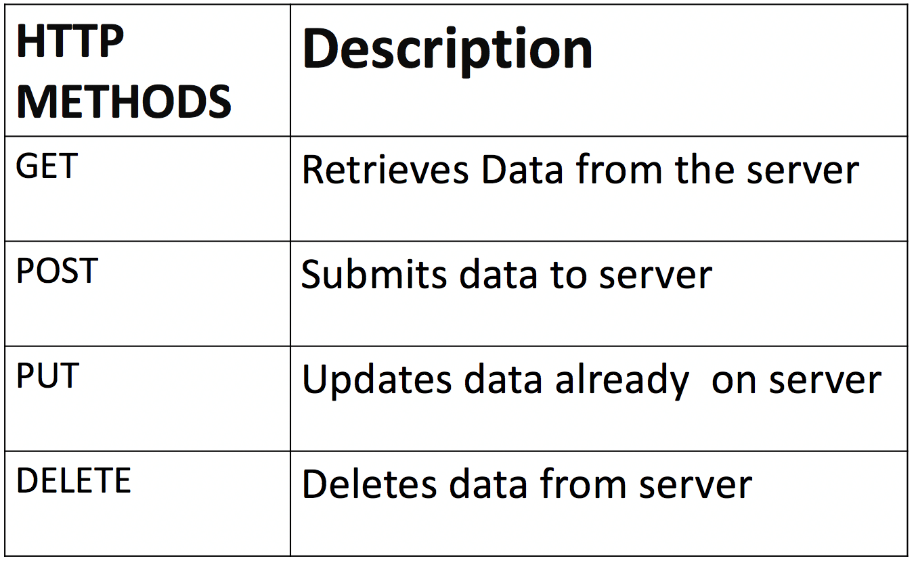 HTTP
METHODS
Description
GET
Retrieves Data from the server
POST
Submits data to server
PUT
Updates data already  on server
DELETE
Deletes data from server